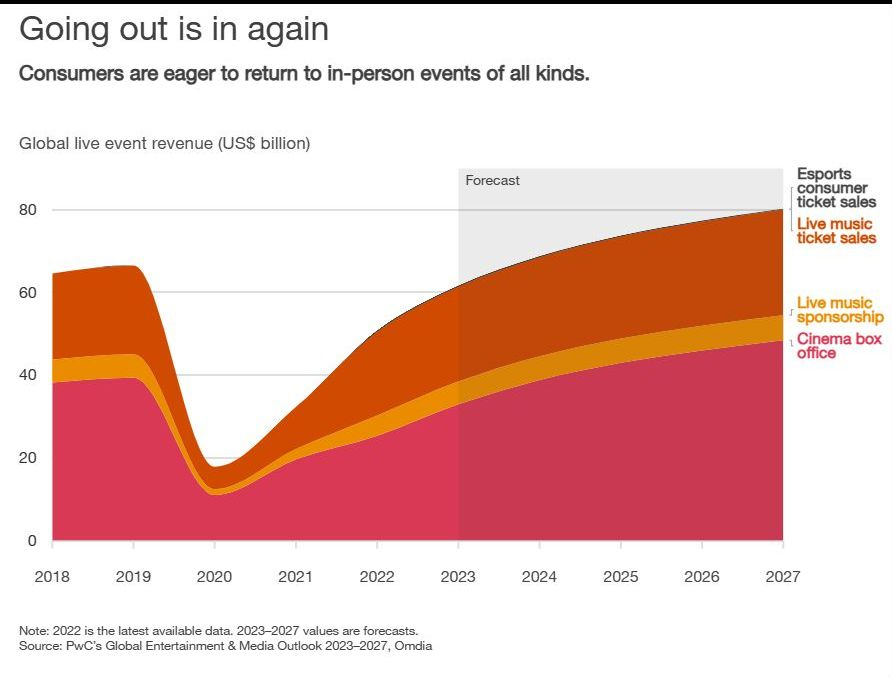 Going out is in again
Consumers are eager to return to in-person events of all kinds.
Global live event revenue (US$ billion)
Forecast
Esports
consumer
ticket sales
Live music
ticket sales
Live music
sponsorship
Cinema box
office
80
60
40
20
0
2018 2019 2020 2021 2022 2023 2024 2025 2026 2027
Note: 2022 is the latest available data. 2023–2027 values are forecasts.
Source: PwC's Global Entertainment & Media Outlook 2023–2027, Omdia